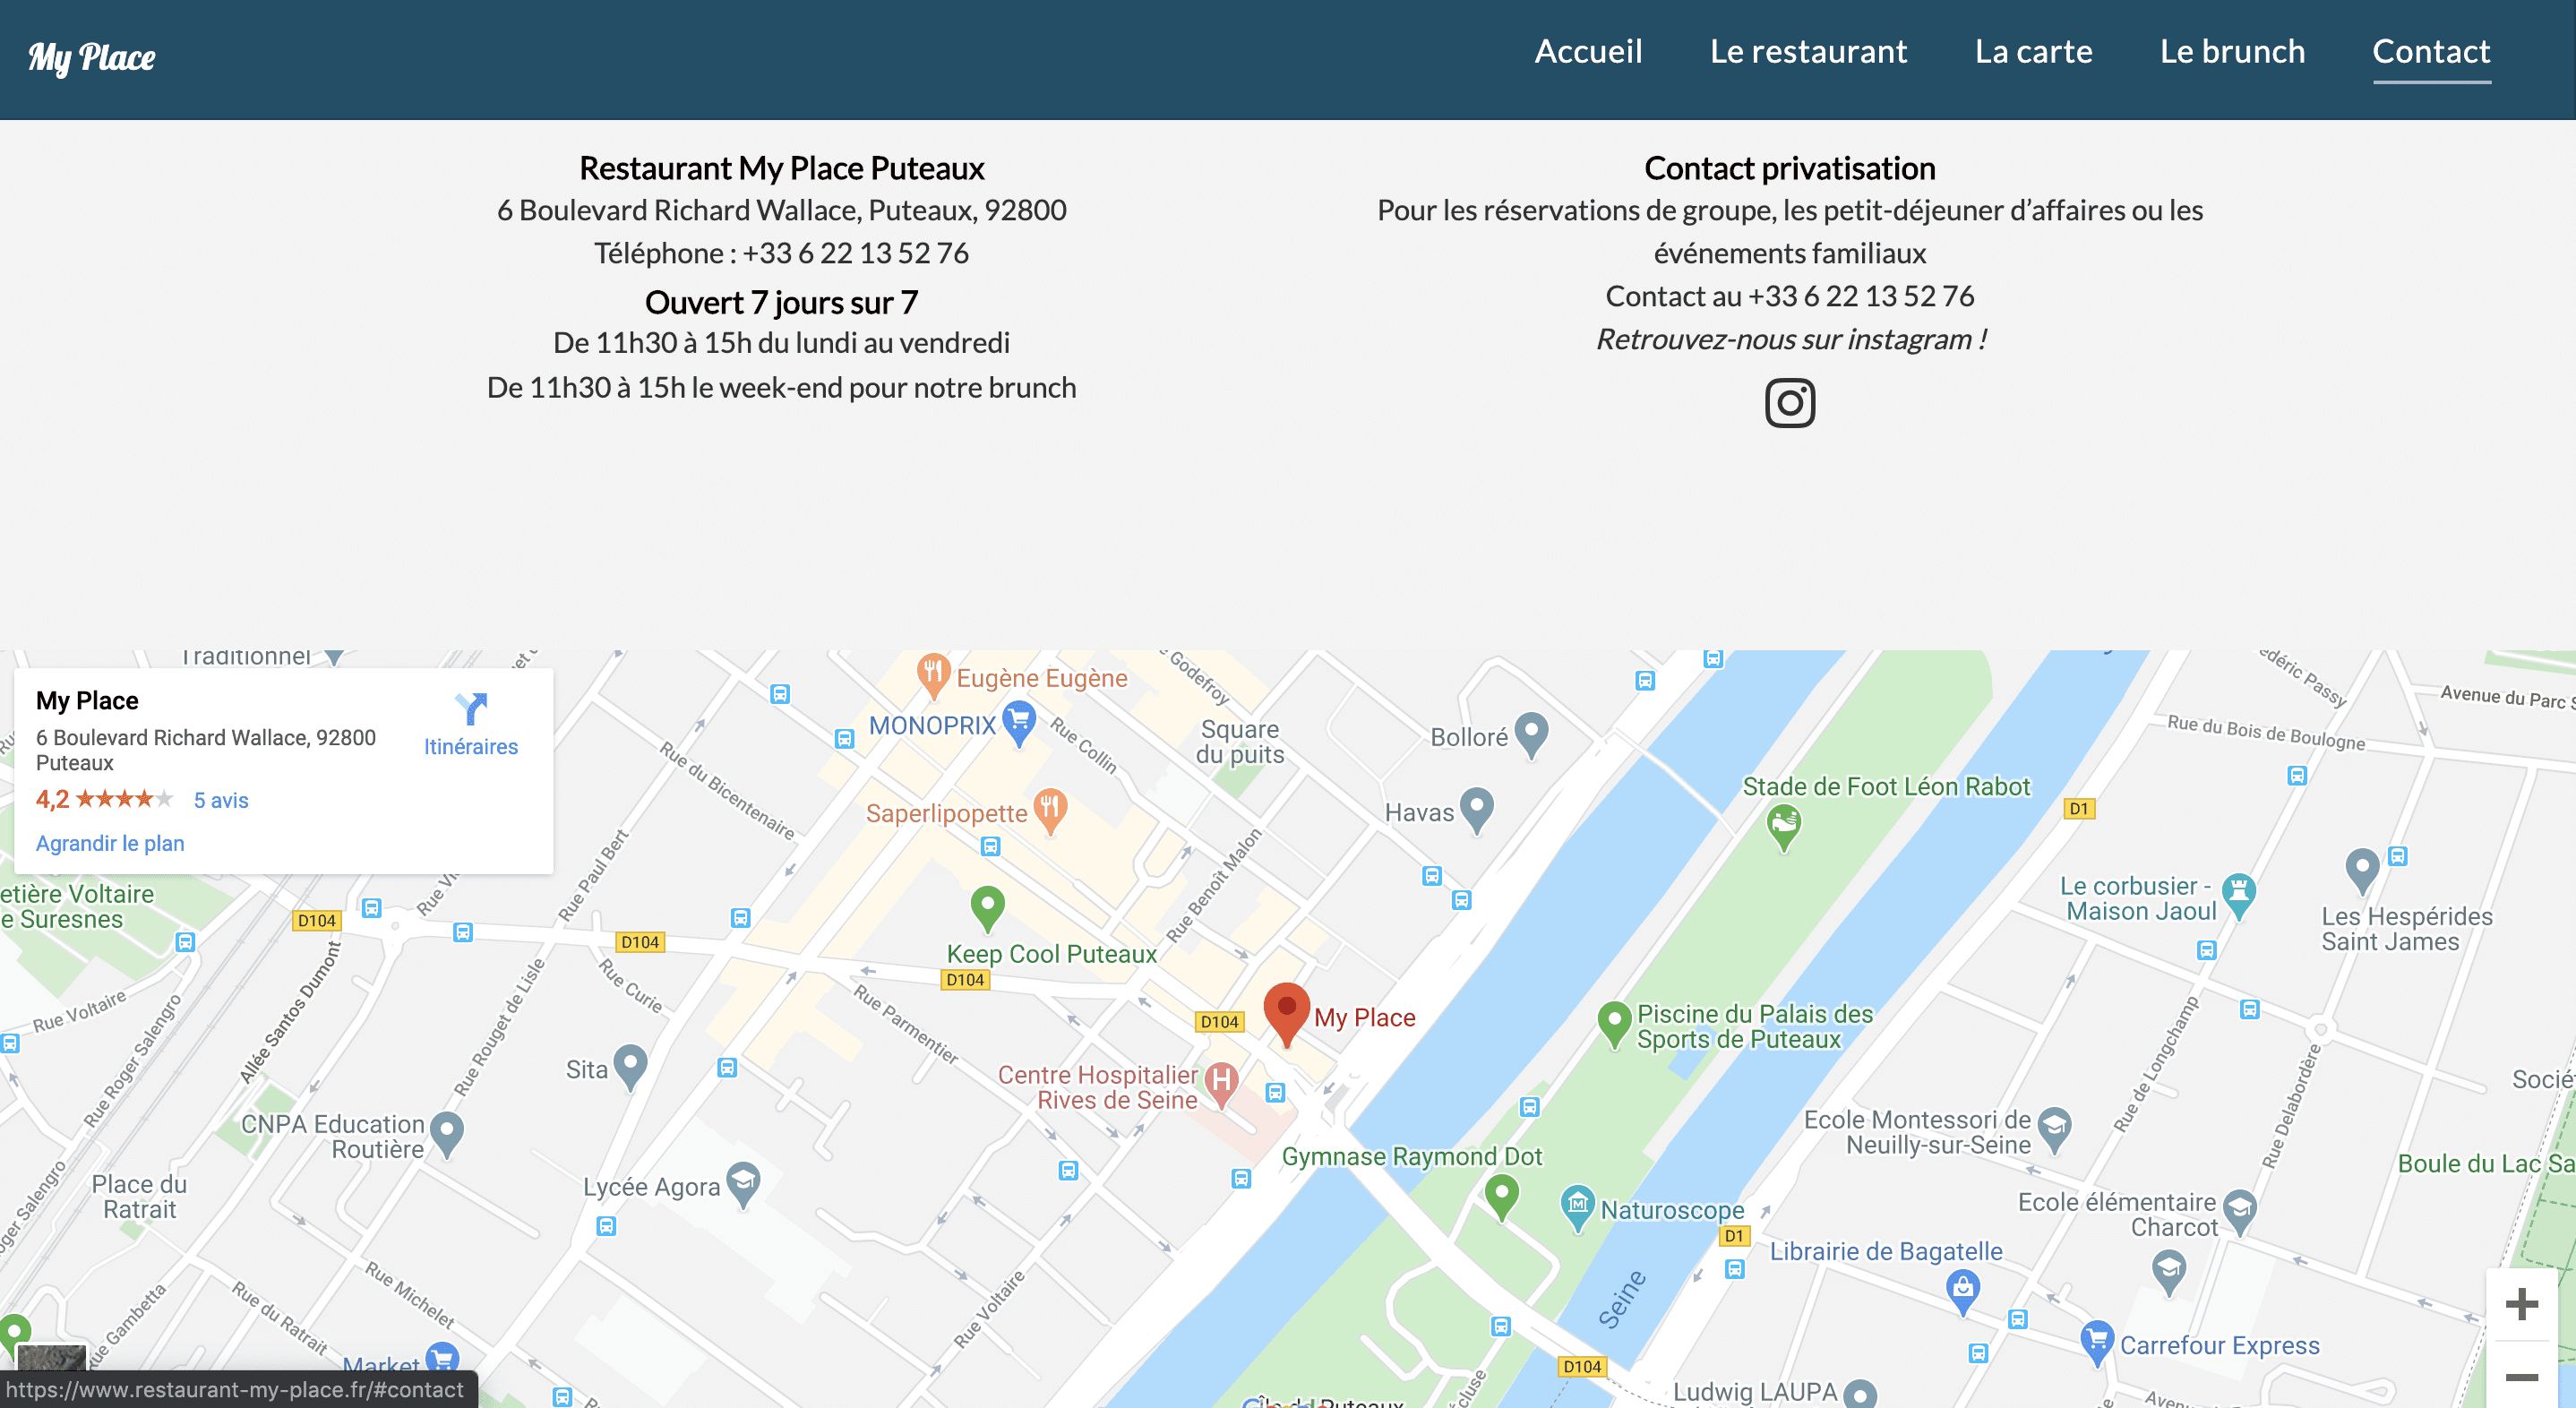 My Place
Accueil
Le restaurant
La carte
Le brunch
Contact
Restaurant My Place Puteaux
6 Boulevard Richard Wallace, Puteaux, 92800
Téléphone : +33 6 22 13 52 76
Ouvert 7 jours sur 7
De 11h30 à 15h du lundi au vendredi
De 11h30 à 15h le week-end pour notre brunch
Contact privatisation
Pour les réservations de groupe, les petit-déjeuner d’affaires ou les
événements familiaux
Contact au +33 6 22 13 52 76
Retrouvez-nous sur instagram !
Traditionnel
My Place
6 Boulevard Richard Wallace, 92800
Puteaux
4,2
5 avis
Itinéraires
Agrandir le plan
Eugène Eugène
MONOPRIX
Rue Collin
Godefroy
Square
du puits
Bolloré
Havas
Rue du Bicentenaire
Saperlipopette
Rue Paul Bert
Rue Benoît Malon
Stade de Foot Léon Rabot
Frédéric Passy
Avenue du Parc S
Rue du Bois de Boulogne
D1
Le corbusier -
Maison Jaoul
Les Hespérides
Saint James
etière Voltaire
e Suresnes
D104
D104
Keep Cool Puteaux
D104
D104
My Place
Rue Voltaire
Rue Roger Salengro
Allée Santos Dumont
Rue Rouget de Lisle
Rue Curie
Rue Parmentier
Sita
Centre Hospitalier
Rives de Seine
H
Piscine du Palais des
Sports de Puteaux
Rue de Longchamp
Rue Delabordère
Socié
CNPA Education
Routière
Ecole Montessori de
Neuilly-sur-Seine
Gymnase Raymond Dot
Boule du Lac Sa
Place du
Ratrait
Lycée Agora
Naturoscope
Ecole élémentaire
Charcot
D1
Librairie de Bagatelle
oger Salengro
Rue Gambetta
Rue du Ratrait
Rue Michelet
Rue Voltaire
Seine
Market
D104
Carrefour Express
Ludwig LAUPA
Avenu
cluse
https://www.restaurant-my-place.fr/#contact